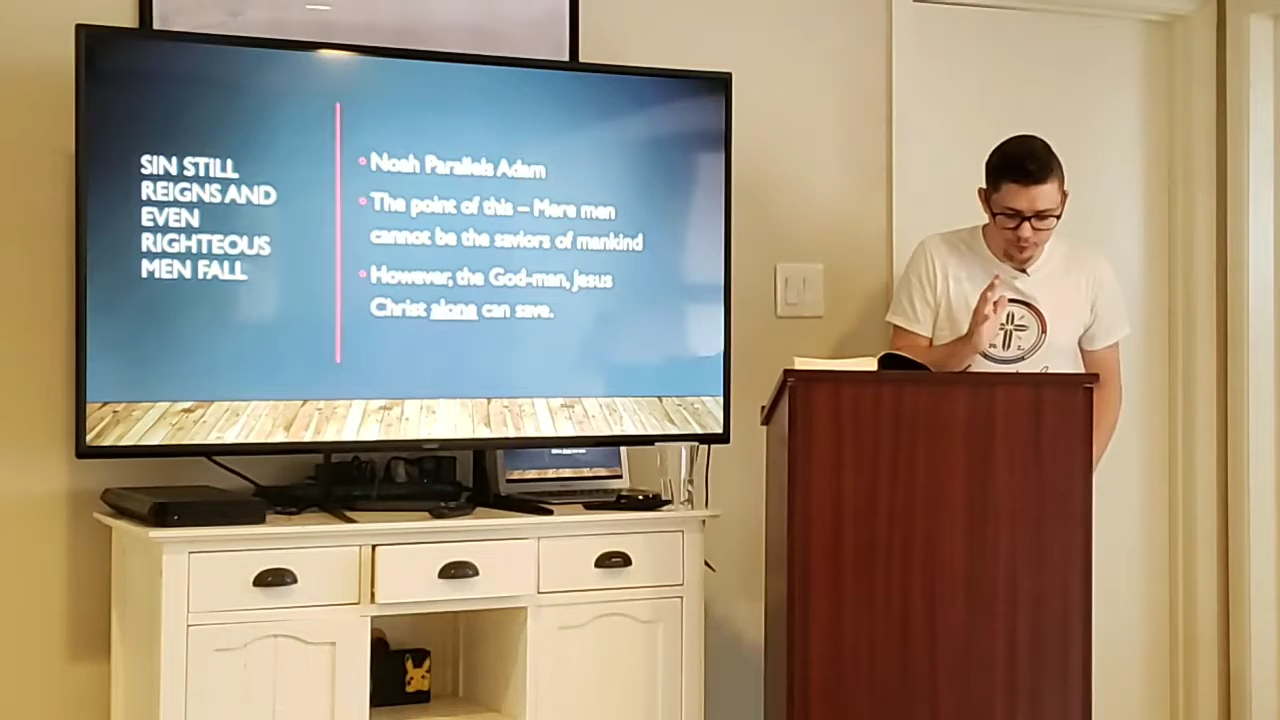 SIN STILL
REIGNS AND
EVEN
RIGHTEOUS
MEN FALL
Noah Parallels Adam
The point of this – Mere men
cannot be the saviors of mankind
However, the God-man, Jesus
Christ alone can save.